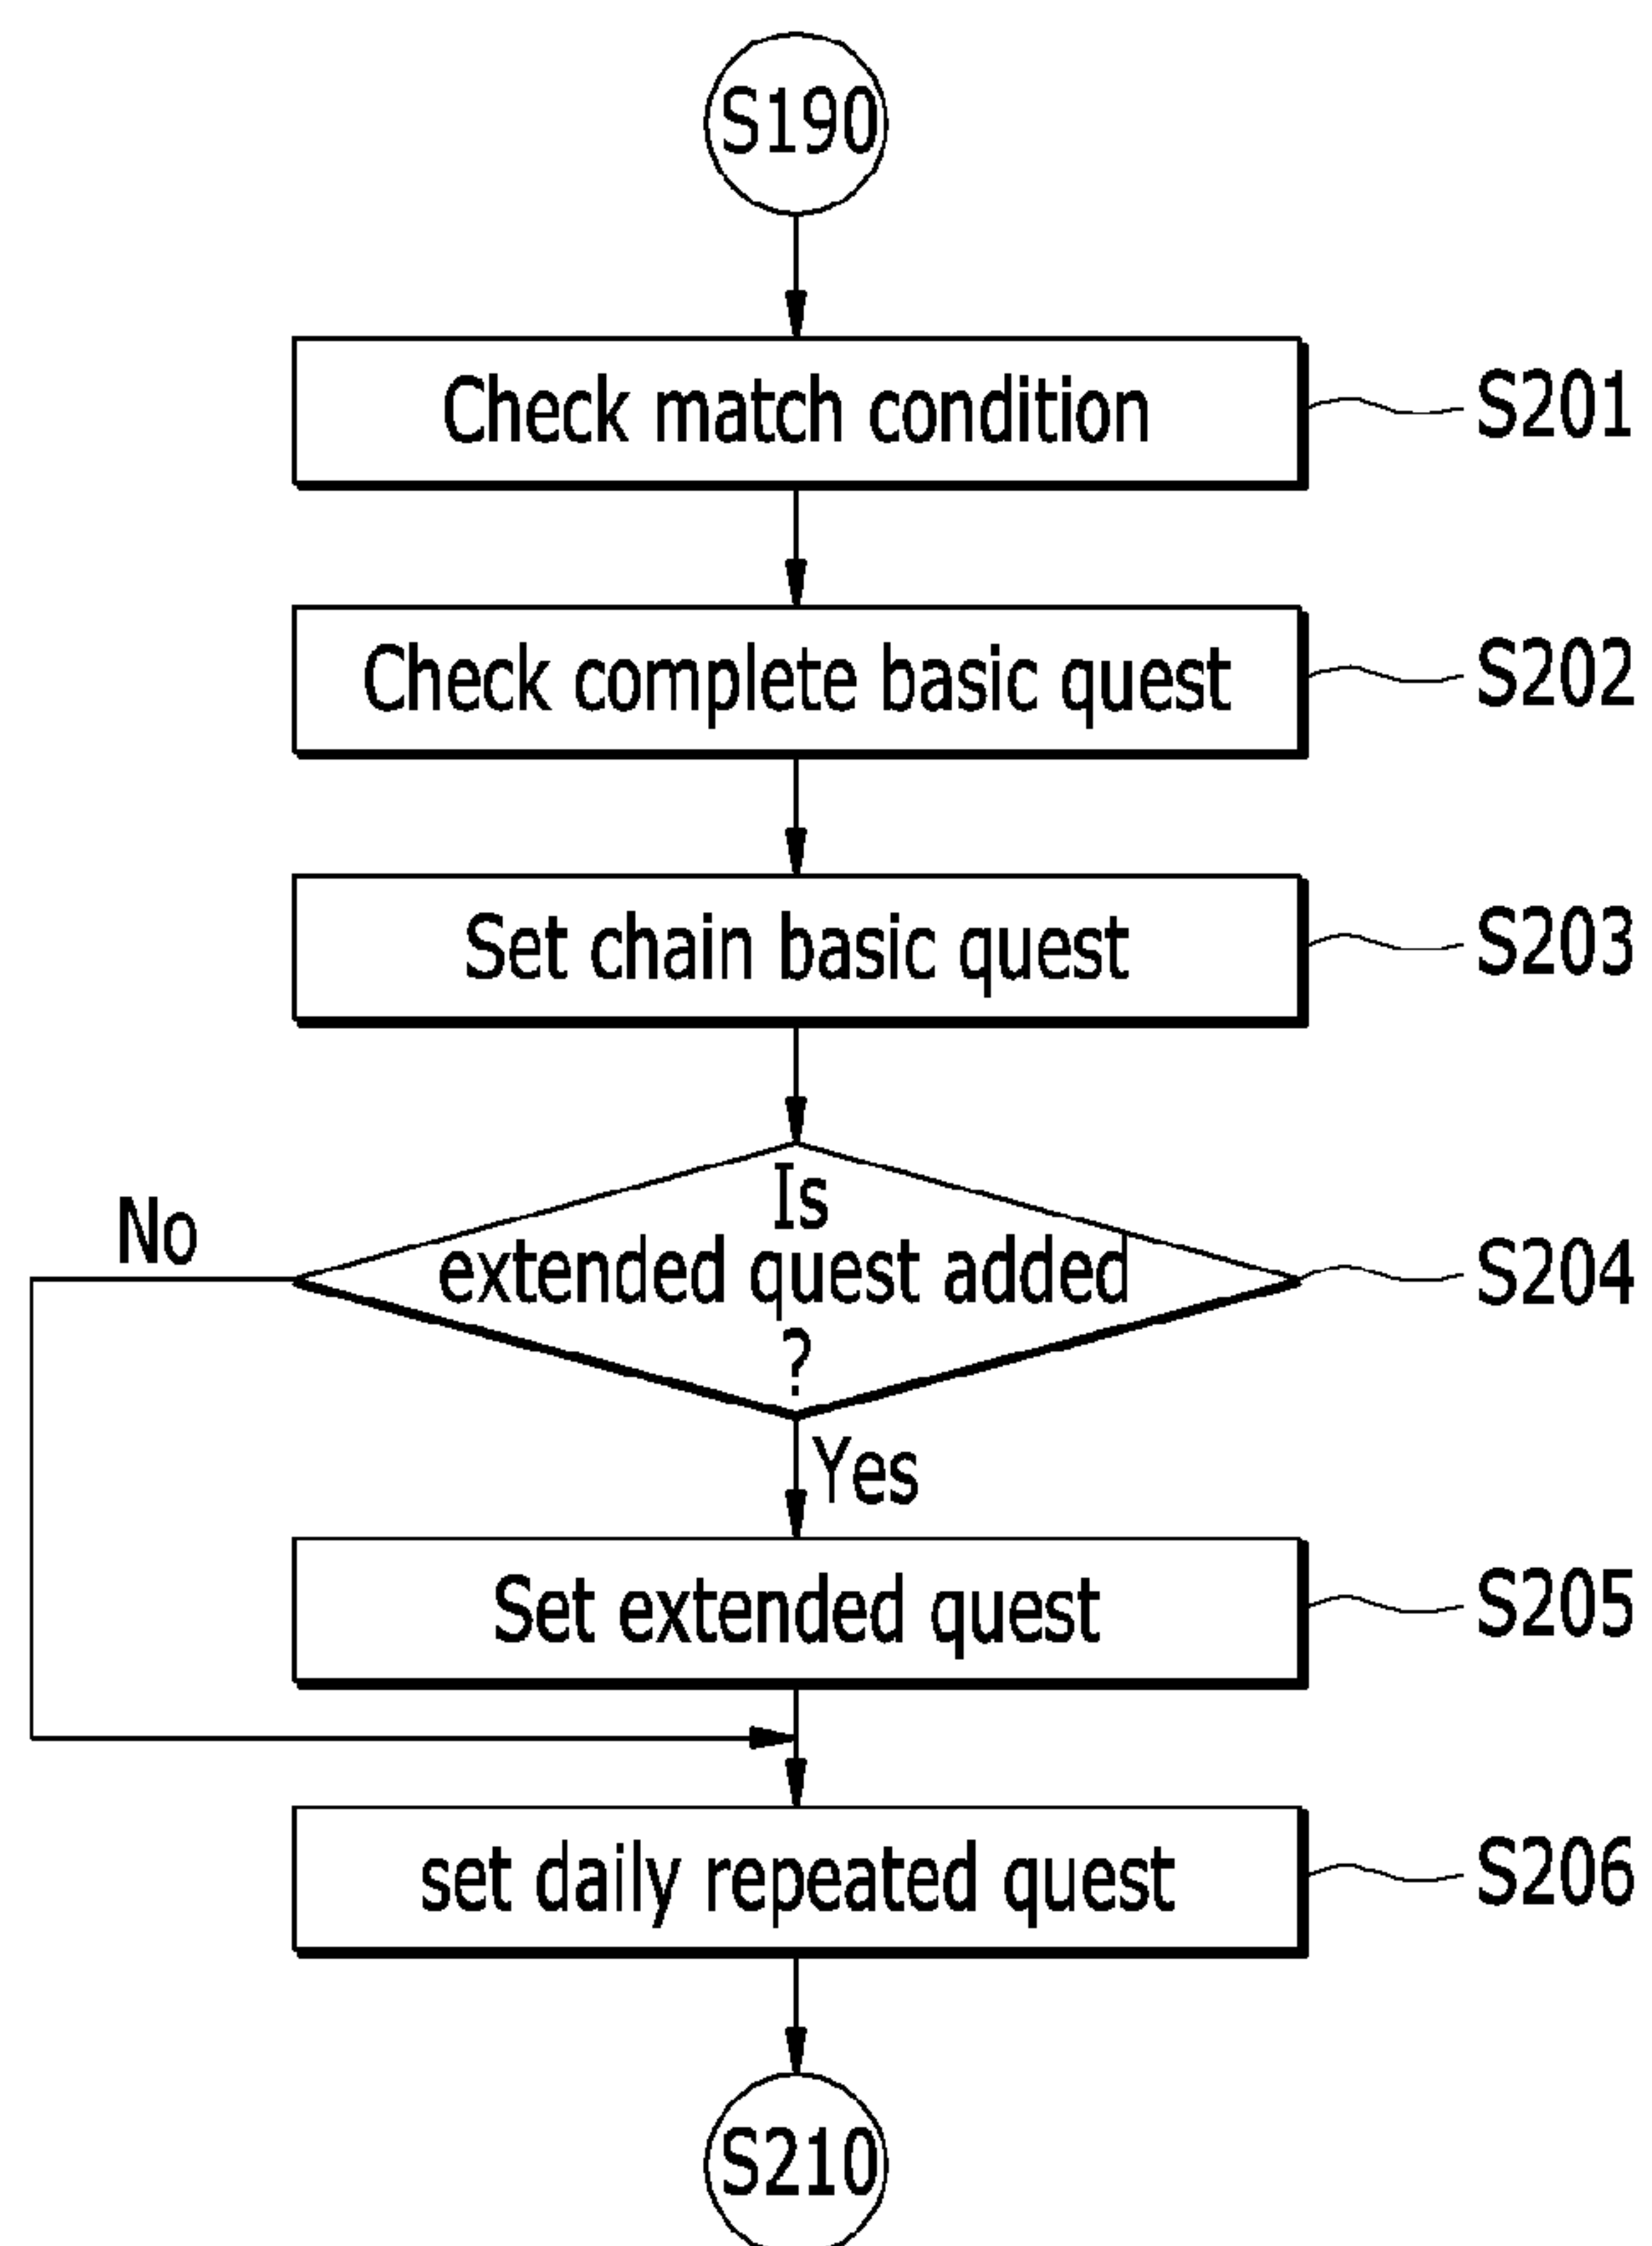 S190
Check match condition
S201
Check complete basic quest
S202
Set chain basic quest
S203
Is
extended quest added
?
S204
No
Yes
Set extended quest
S205
set daily repeated quest
S206
S210